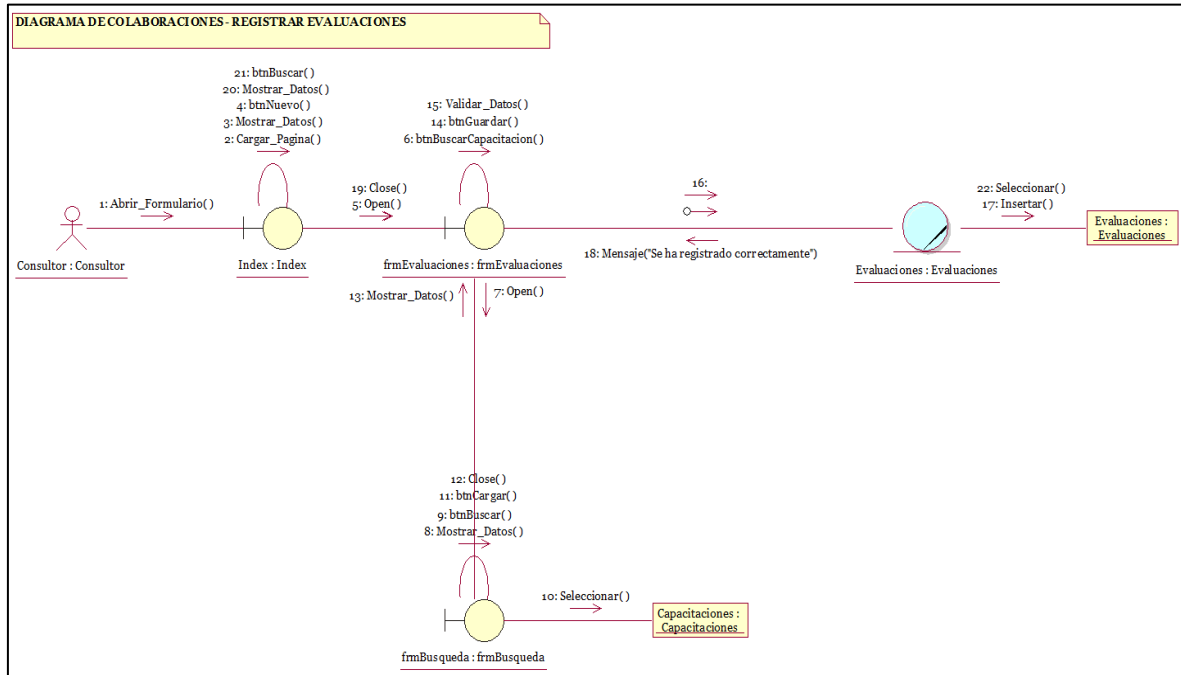 DIAGRAMA DE COLABORACIONES - REGISTRAR EVALUACIONES
21: btnBuscar( )
20: Mostrar_Datos( )
4: btnNuevo( )
3: Mostrar_Datos( )
2: Cargar_Pagina( )
15: Validar_Datos( )
14: btnGuardar( )
6: btnBuscarCapacitacion( )
1: Abrir_Formulario( )
19: Close( )
5: Open( )
16:
22: Seleccionar( )
17: Insertar( )
Evaluaciones :
Evaluaciones
18: Mensaje("Se ha registrado correctamente")
Consultor : Consultor
Index : Index
frmEvaluaciones : frmEvaluaciones
Evaluaciones : Evaluaciones
13: Mostrar_Datos( )
7: Open( )
12: Close( )
11: btnCargar( )
9: btnBuscar( )
8: Mostrar_Datos( )
10: Seleccionar( )
Capacitaciones :
Capacitaciones
frmBusqueda : frmBusqueda